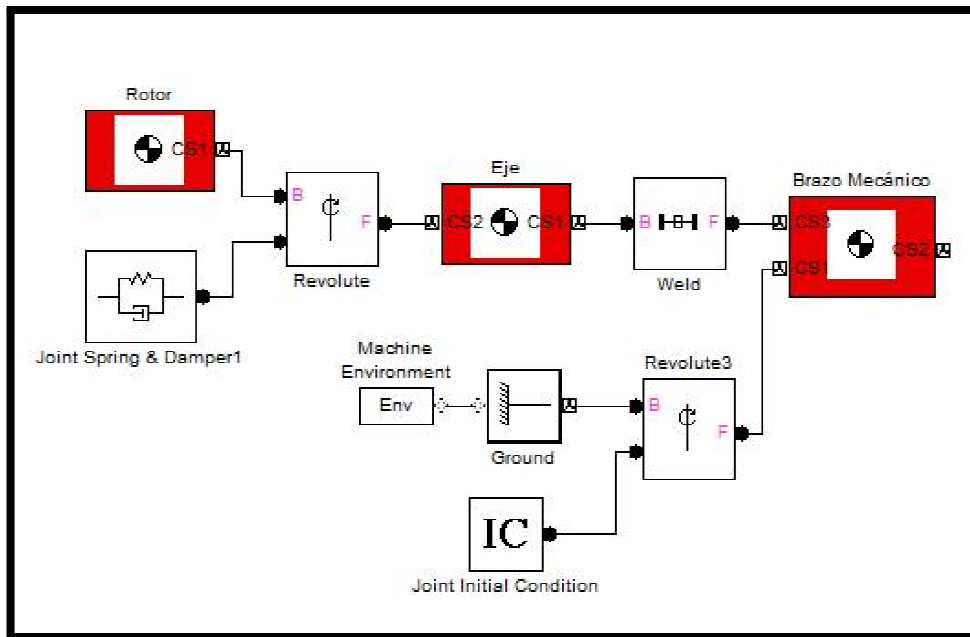 Rotor
CS1
B
F
Revolute
Joint Spring & Damper1
Eje
CS2
CS1
B
F
Weld
Brazo Mecánico
CS3
CS1
CS2
Machine
Environment
Env
Ground
Revolute3
B
F
IC
Joint Initial Condition